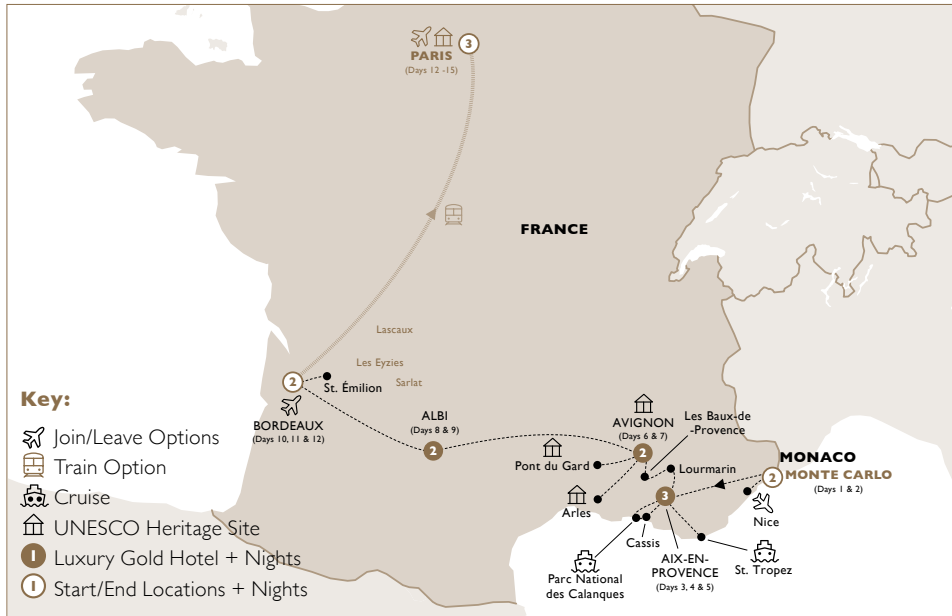 3
PARIS
(Days 12 -15)
FRANCE
Lascaux
Les Eyzies
Sarlat
2
St. Émilion
BORDEAUX
(Days 10, 11 & 12)
ALBI
(Days 8 & 9)
2
AVIGNON
(Days 6 & 7)
2
Les Baux-de
-Provence
Pont du Gard
Lourmarin
Arles
MONACO
2
MONTE CARLO
(Days 1 & 2)
Nice
3
Cassis
Parc National
des Calanques
AIX-EN-
PROVENCE
(Days 3, 4 & 5)
St. Tropez
Key:
Join/Leave Options
Train Option
Cruise
UNESCO Heritage Site
1 Luxury Gold Hotel + Nights
1 Start/End Locations + Nights